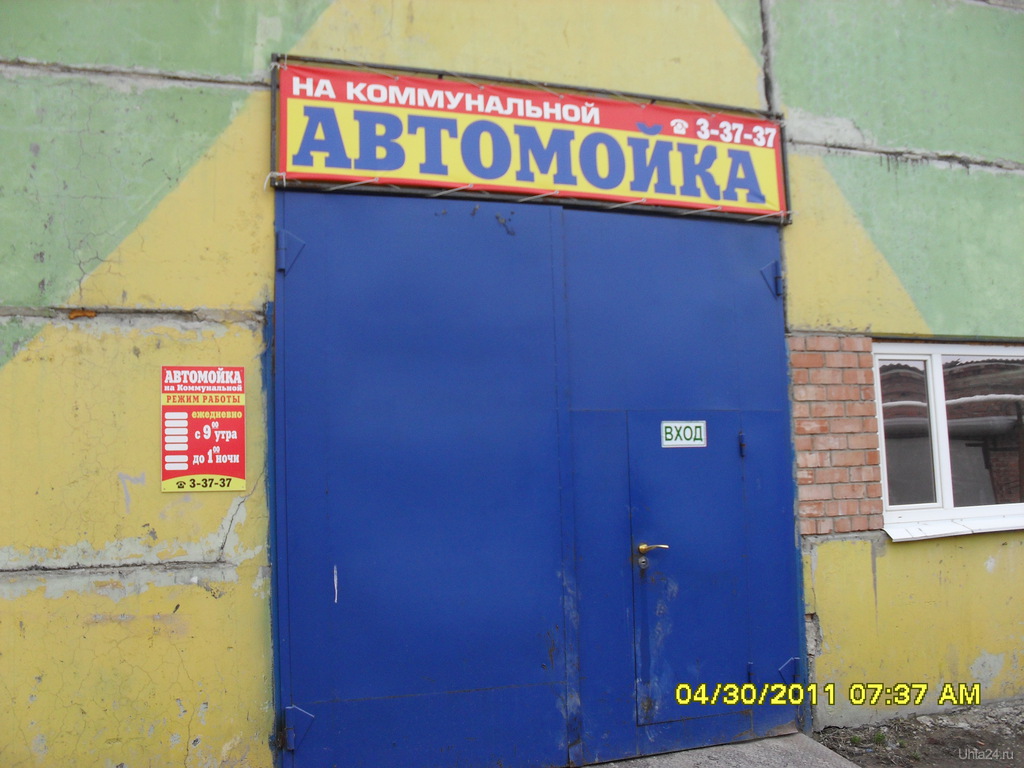 НА КОММУНАЛЬНОЙ
☎ 3-37-37
АВТОМОЙКА
АВТОМОЙКА
на Коммунальной
РЕЖИМ РАБОТЫ
ежедневно
с 9⁰⁰ утра
до 1⁰⁰ ночи
☎ 3-37-37
ВХОД
04/30/2011 07:37 AM
Uhta24.ru